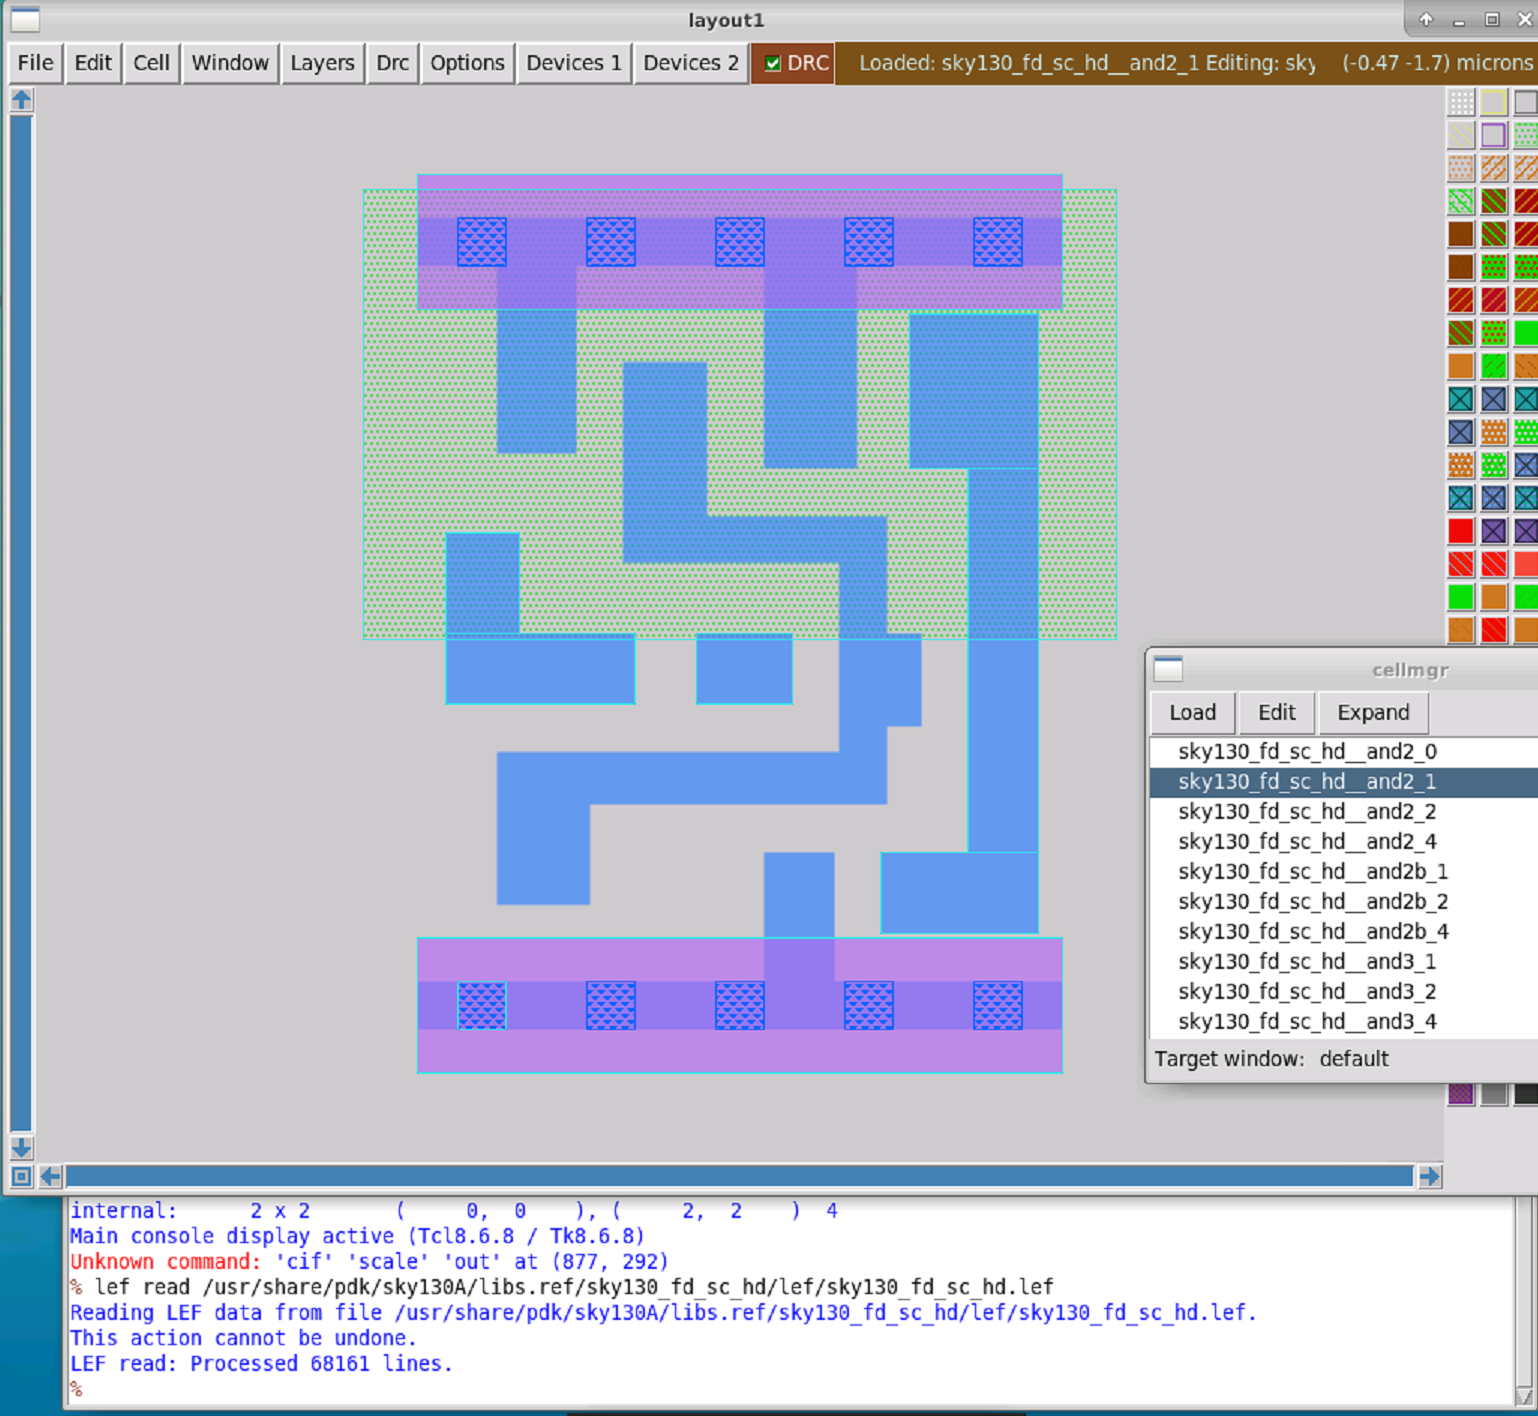 layout1
File Edit Cell Window Layers Drc Options Devices 1 Devices 2 DRC Loaded: sky130_fd_sc_hd__and2_1 Editing: sky (-0.47 -1.7) microns
cellmgr
Load Edit Expand
sky130_fd_sc_hd__and2_0
sky130_fd_sc_hd__and2_1
sky130_fd_sc_hd__and2_2
sky130_fd_sc_hd__and2_4
sky130_fd_sc_hd__and2b_1
sky130_fd_sc_hd__and2b_2
sky130_fd_sc_hd__and2b_4
sky130_fd_sc_hd__and3_1
sky130_fd_sc_hd__and3_2
sky130_fd_sc_hd__and3_4
Target window: default
internal: 2 x 2 ( 0, 0 ), ( 2, 2 ) 4
Main console display active (Tcl8.6.8 / Tk8.6.8)
Unknown command: 'cif' 'scale' 'out' at (877, 292)
% lef read /usr/share/pdk/sky130A/libs.ref/sky130_fd_sc_hd/lef/sky130_fd_sc_hd.lef
Reading LEF data from file /usr/share/pdk/sky130A/libs.ref/sky130_fd_sc_hd/lef/sky130_fd_sc_hd.lef.
This action cannot be undone.
LEF read: Processed 68161 lines.
%